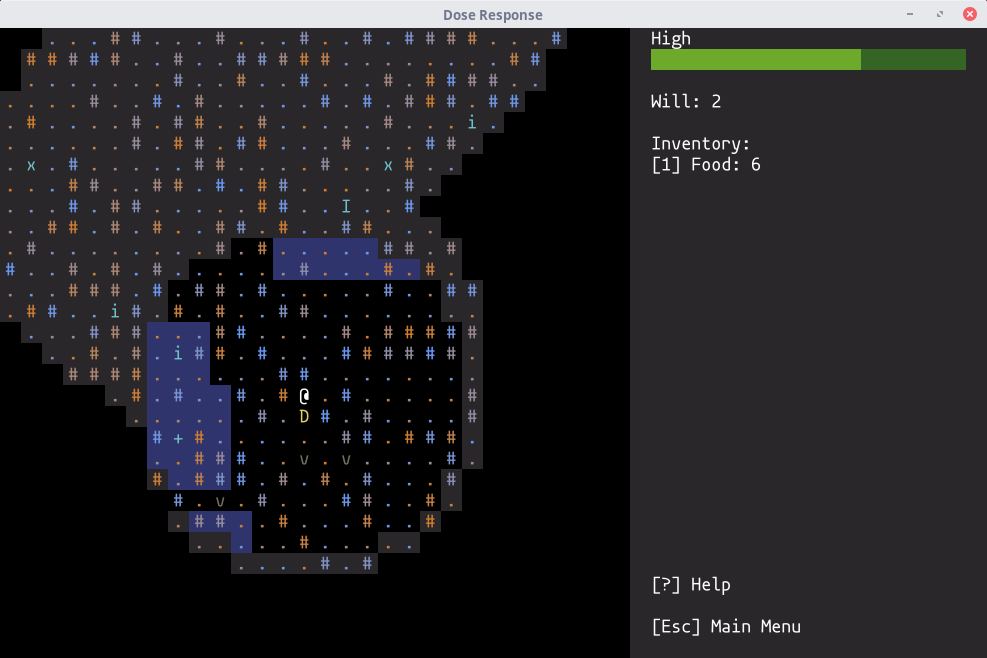 Dose Response
High
Will: 2
Inventory:
[1] Food: 6
[?] Help
[Esc] Main Menu